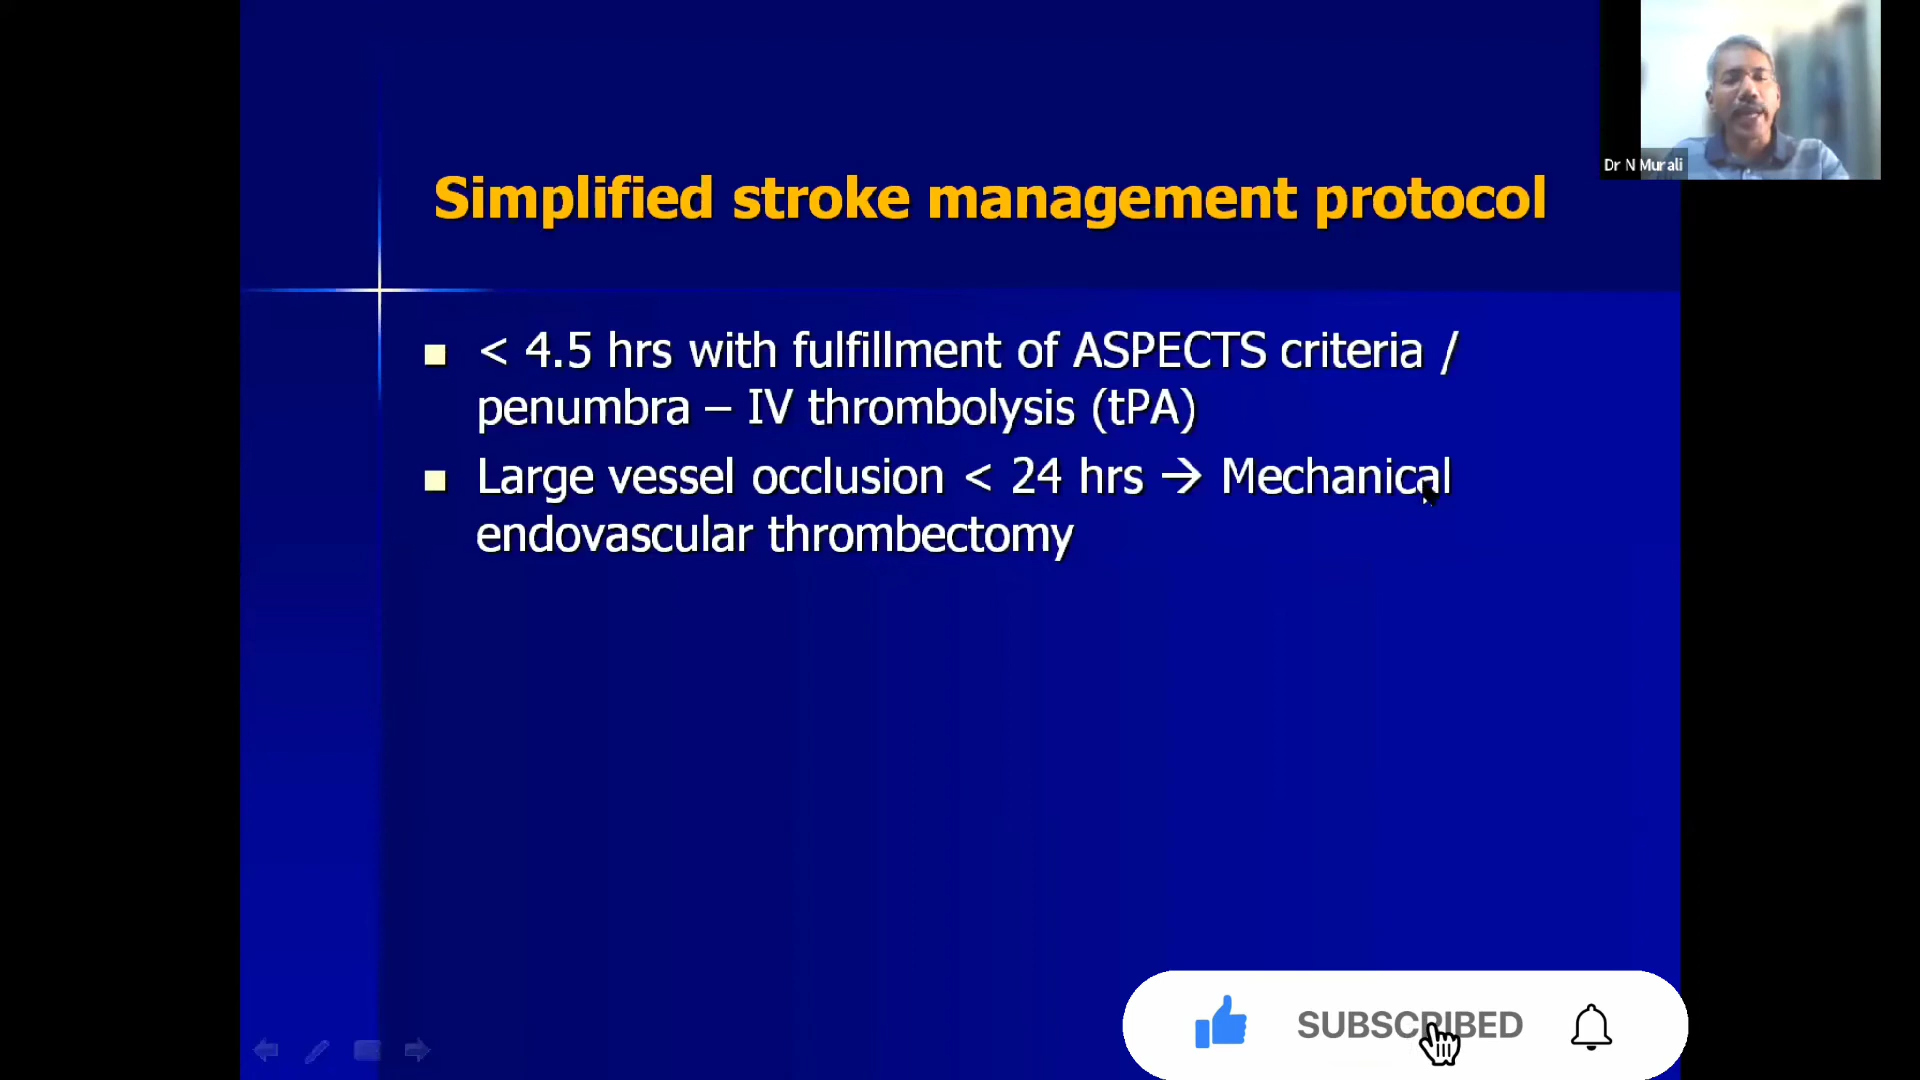 Dr N Murali
Simplified stroke management protocol
< 4.5 hrs with fulfillment of ASPECTS criteria /
penumbra – IV thrombolysis (tPA)
Large vessel occlusion < 24 hrs → Mechanical
endovascular thrombectomy
SUBSCRIBED